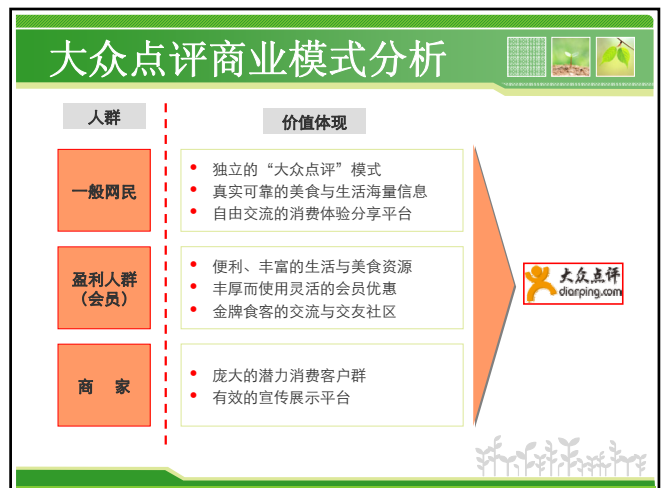 大众点评商业模式分析
人群
价值体现
一般网民
独立的“大众点评”模式
真实可靠的美食与生活海量信息
自由交流的消费体验分享平台
盈利人群
（会员）
便利、丰富的生活与美食资源
丰厚而使用灵活的会员优惠
金牌食客的交流与交友社区
商 家
庞大的潜力消费客户群
有效的宣传展示平台
大众点评
dianping.com